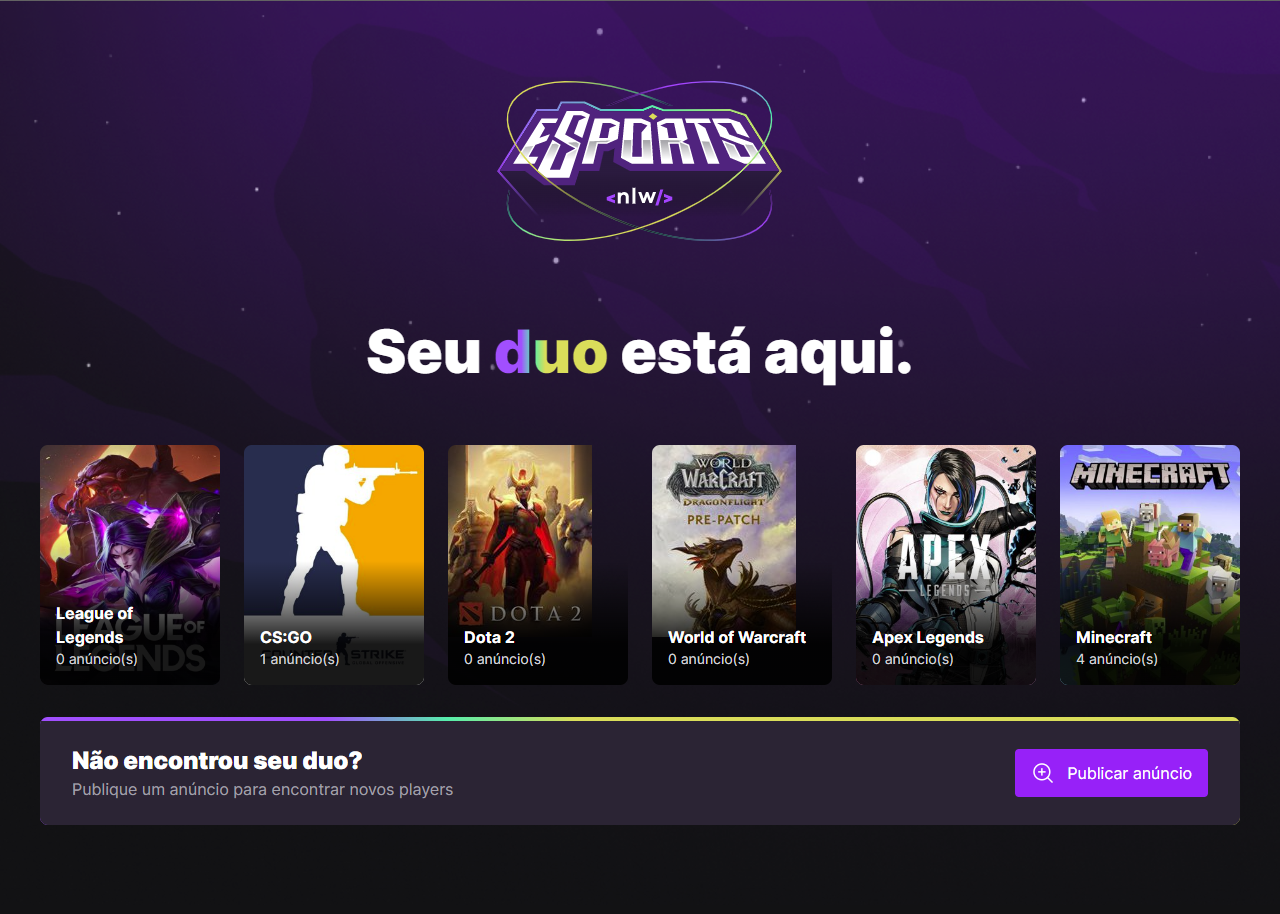 ESPORTS
<nlw/>
Seu duo está aqui.
LEAGUE OF
LEGENDS
League of
Legends
0 anúncio(s)
COUNTER STRIKE
CS:GO
1 anúncio(s)
DOTA 2
Dota 2
0 anúncio(s)
WORLD
WARCRAFT
DRAGONFLIGHT
PRE-PATCH
World of Warcraft
0 anúncio(s)
APEX
LEGENDS
Apex Legends
0 anúncio(s)
MINECRAFT
Minecraft
4 anúncio(s)
Não encontrou seu duo?
Publique um anúncio para encontrar novos players
Publicar anúncio